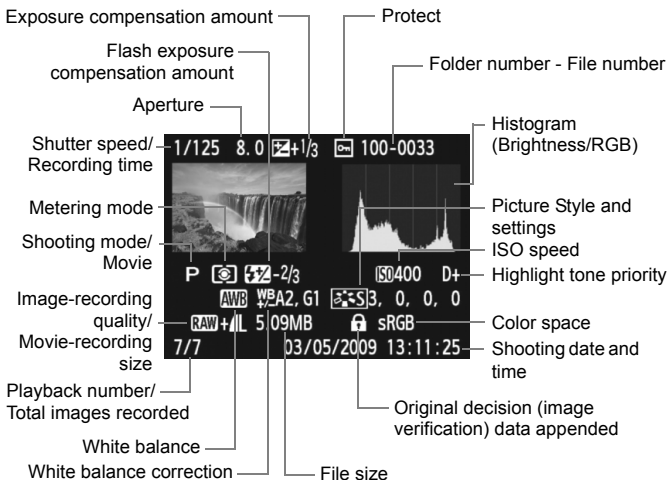 Exposure compensation amount
Protect
Flash exposure
compensation amount
Folder number - File number
Aperture
Histogram
(Brightness/RGB)
Shutter speed/
Recording time
1/125 8.0 +1/3 100-0033
Metering mode
Picture Style and
settings
Shooting mode/
Movie
ISO speed
P -2/3 ISO400 D+
Highlight tone priority
Image-recording
quality/
Movie-recording
size
AWB WB+/-A2, G1 S3, 0, 0, 0
RAW+L 5.09MB sRGB
Color space
7/7 03/05/2009 13:11:25
Shooting date and
time
Playback number/
Total images recorded
Original decision (image
verification) data appended
White balance
White balance correction
File size